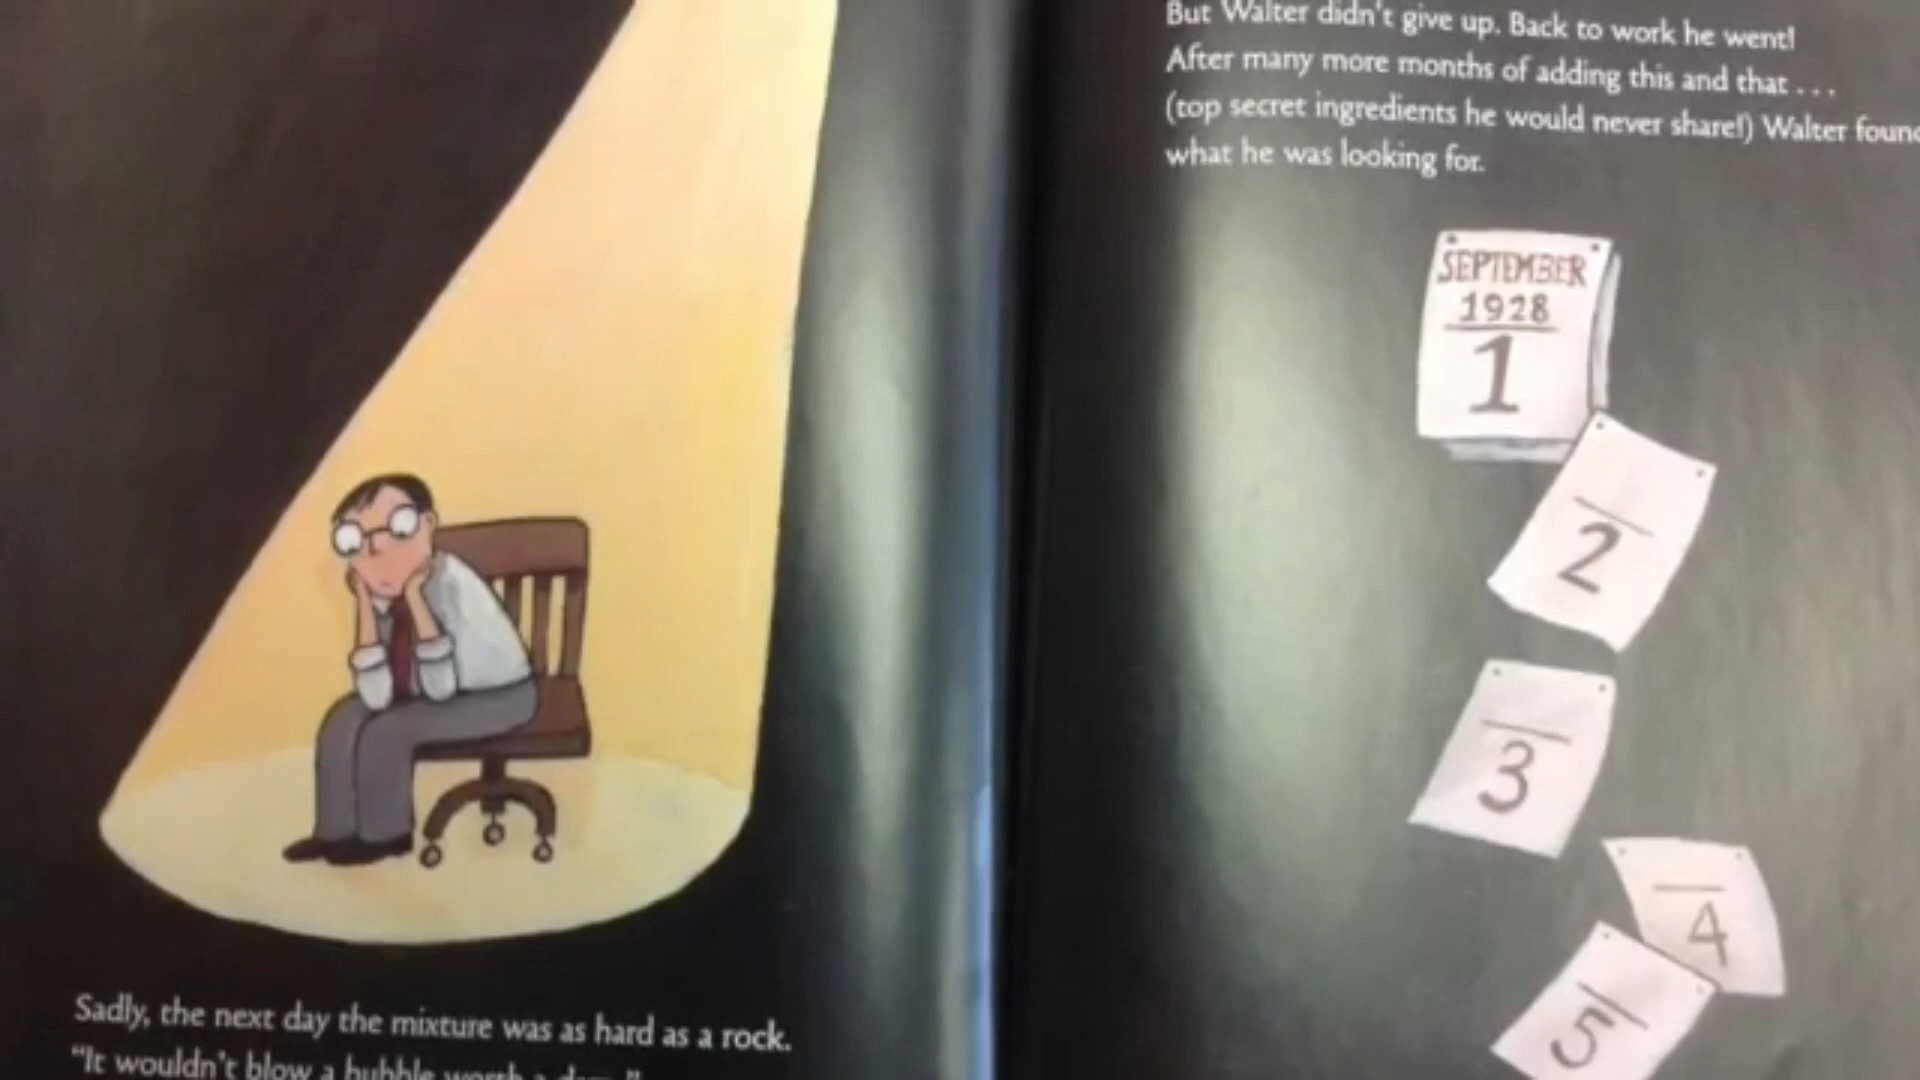 Sadly, the next day the mixture was as hard as a rock.
"It wouldn't blow a bubble worth a
But Walter didn't give up. Back to work he went!
After many more months of adding this and that . . .
(top secret ingredients he would never share!) Walter found
what he was looking for.
SEPTEMBER
1928
1
2
3
4
5